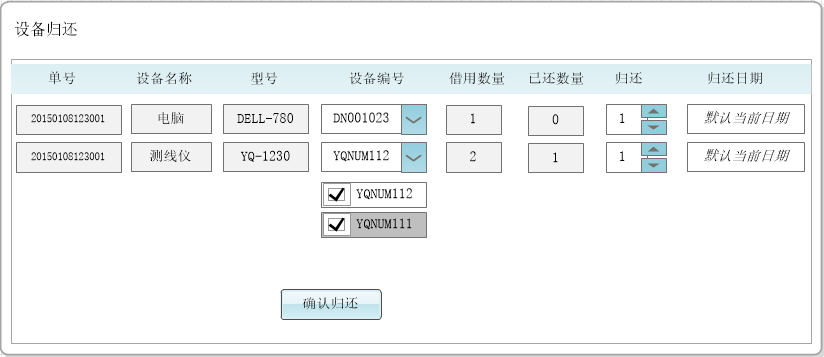 设备归还
单号 设备名称 型号 设备编号 借用数量 已还数量 归还 归还日期
20150108123001 电脑 DELL-780 DN001023 1 0 1 默认当前日期
20150108123001 测线仪 YQ-1230 YQNUM112 2 1 1 默认当前日期
YQNUM112
YQNUM111
确认归还